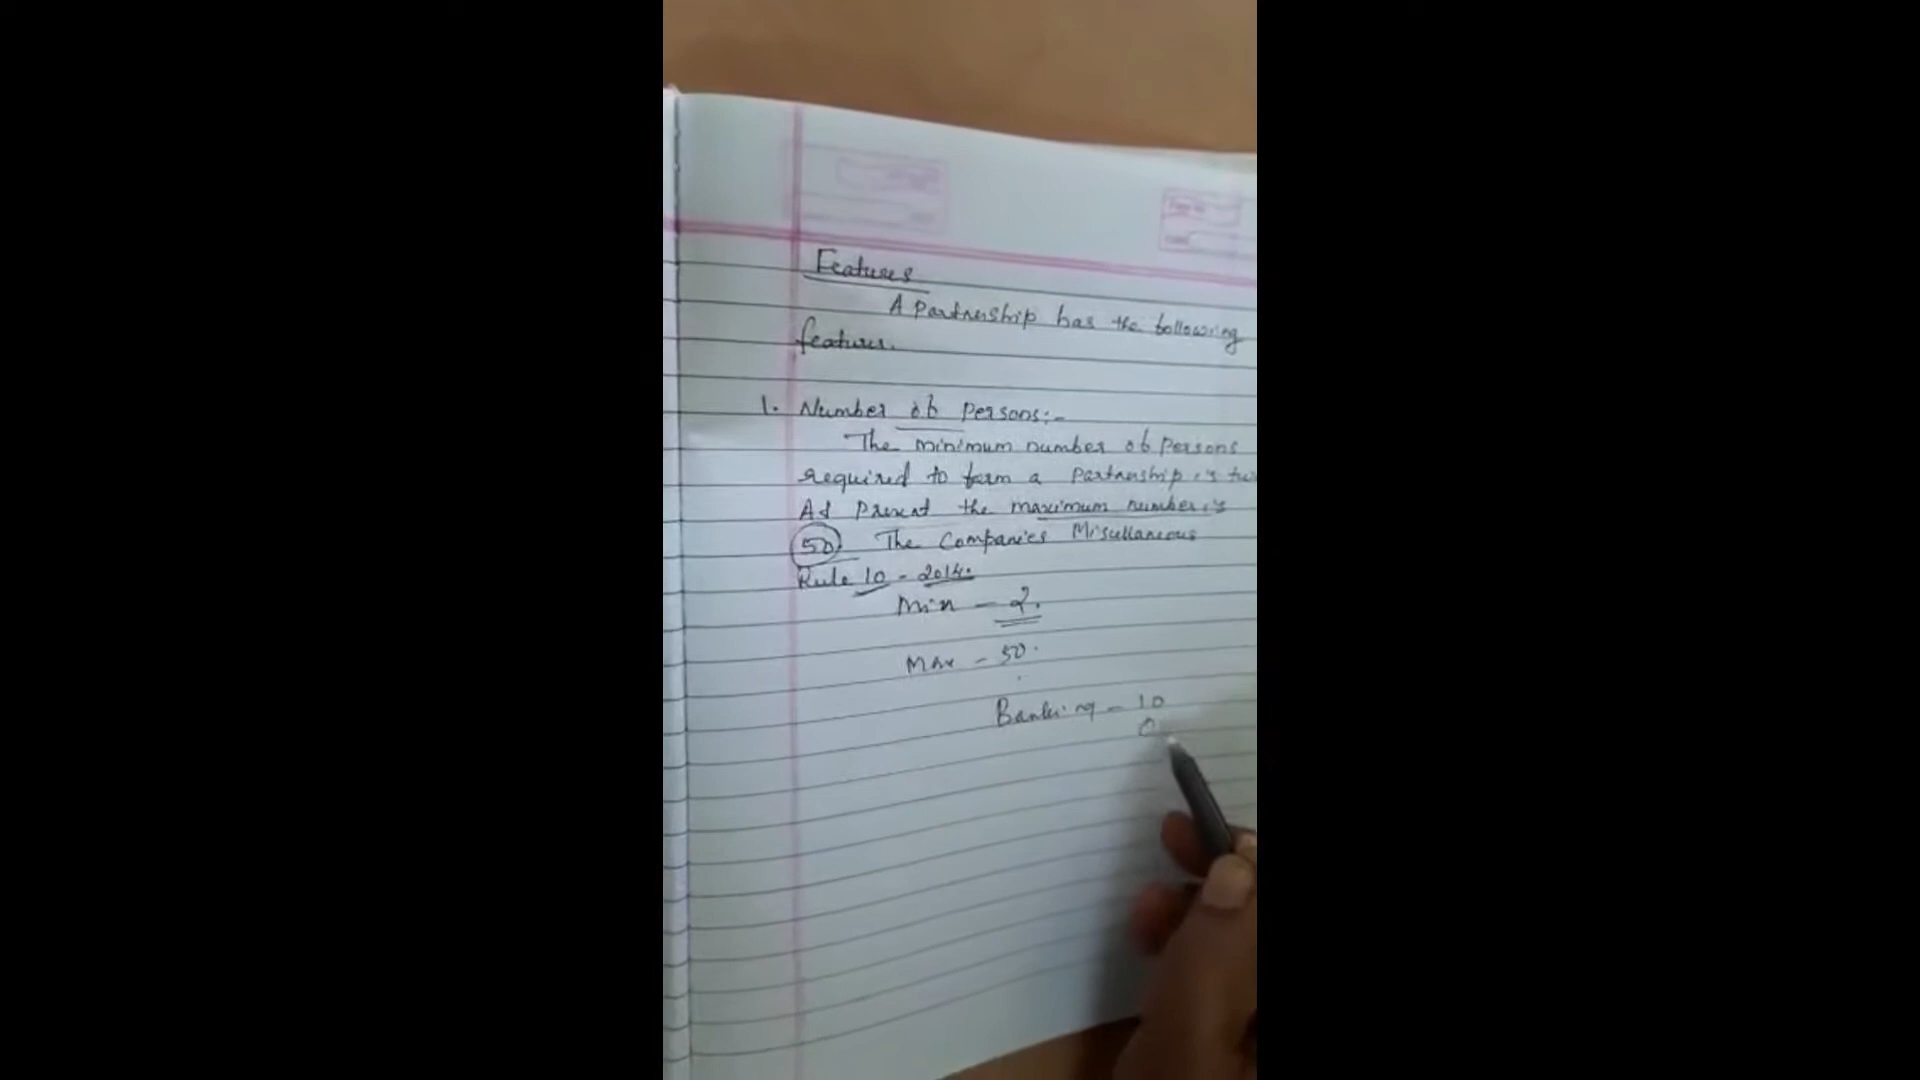 Features
A Partnership has the following
features.
1. Number of Persons:-
The minimum number of Persons
required to form a Partnership is two
At Present the maximum number is
50. The Companies Miscellaneous
Rule 10 - 2014.
Min - 2.
Max - 50.
Banking - 10